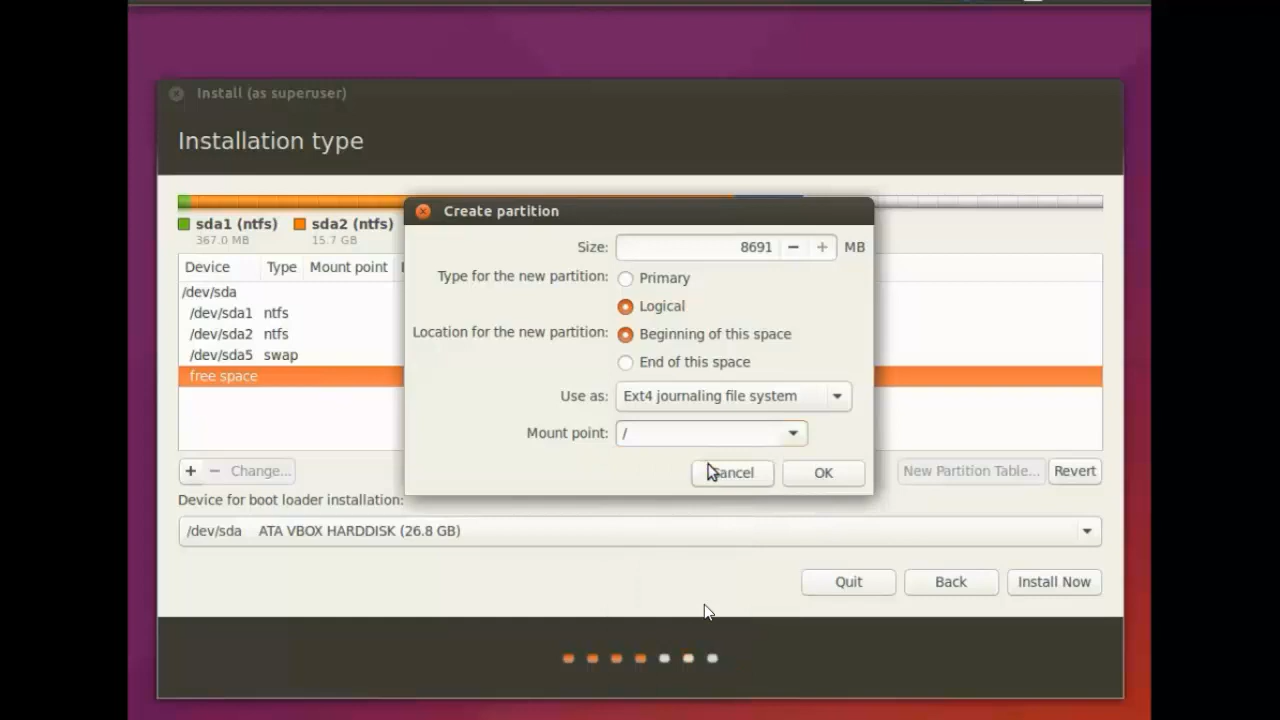 Install (as superuser)
Installation type
Create partition
sda1 (ntfs) sda2 (ntfs)
367.0 MB 15.7 GB
Size: 8691 MB
Device Type Mount point
Type for the new partition: Primary
Logical
/dev/sda
/dev/sda1 ntfs
Location for the new partition: Beginning of this space
/dev/sda2 ntfs
/dev/sda5 swap
End of this space
free space
Use as: Ext4 journaling file system
Mount point: /
Cancel OK
+ − Change... New Partition Table... Revert
Device for boot loader installation:
/dev/sda ATA VBOX HARDDISK (26.8 GB)
Quit Back Install Now